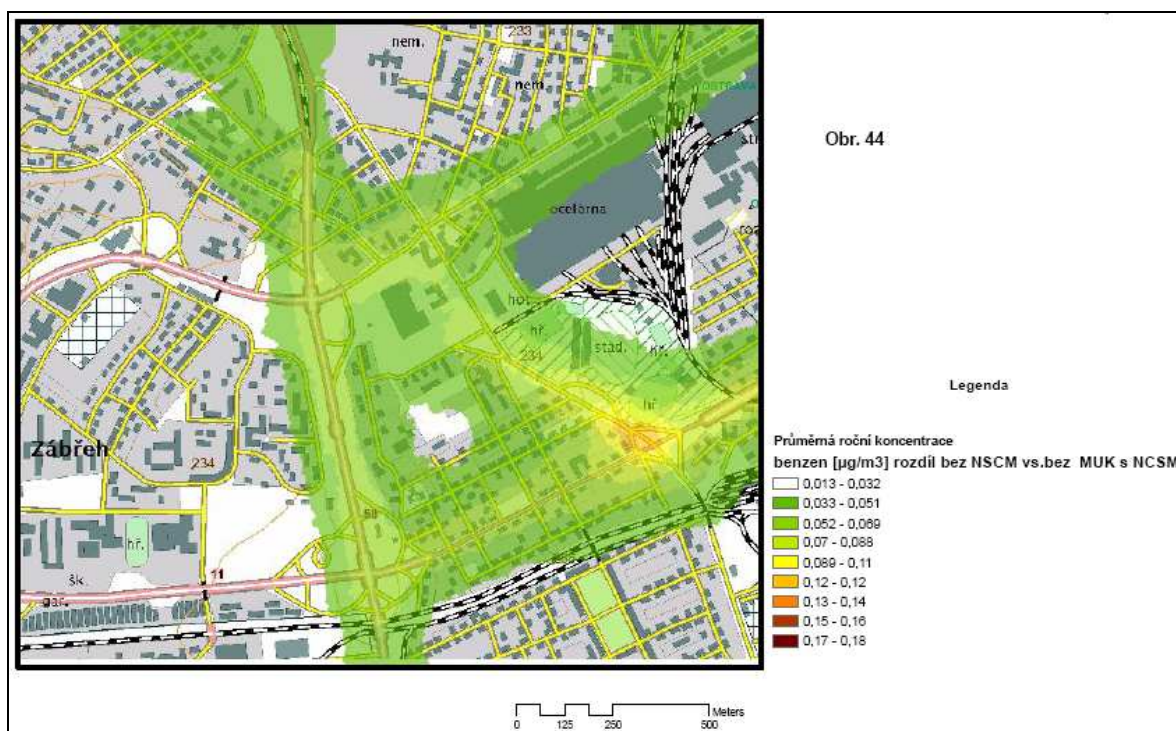 nem.
233
nem.
OSTRAVA
Obr. 44
ocelárna
hot.
hř.
stad.
hř.
234
hř.
Legenda
Průměrná roční koncentrace
benzen [µg/m3] rozdíl bez NSCM vs.bez MUK s NCSM
0,013 - 0,032
0,033 - 0,051
0,052 - 0,069
0,07 - 0,088
0,089 - 0,11
0,12 - 0,12
0,13 - 0,14
0,15 - 0,16
0,17 - 0,18
Zábřeh
234
hř.
šk.
11
gar.
Meters
0 125 250 500